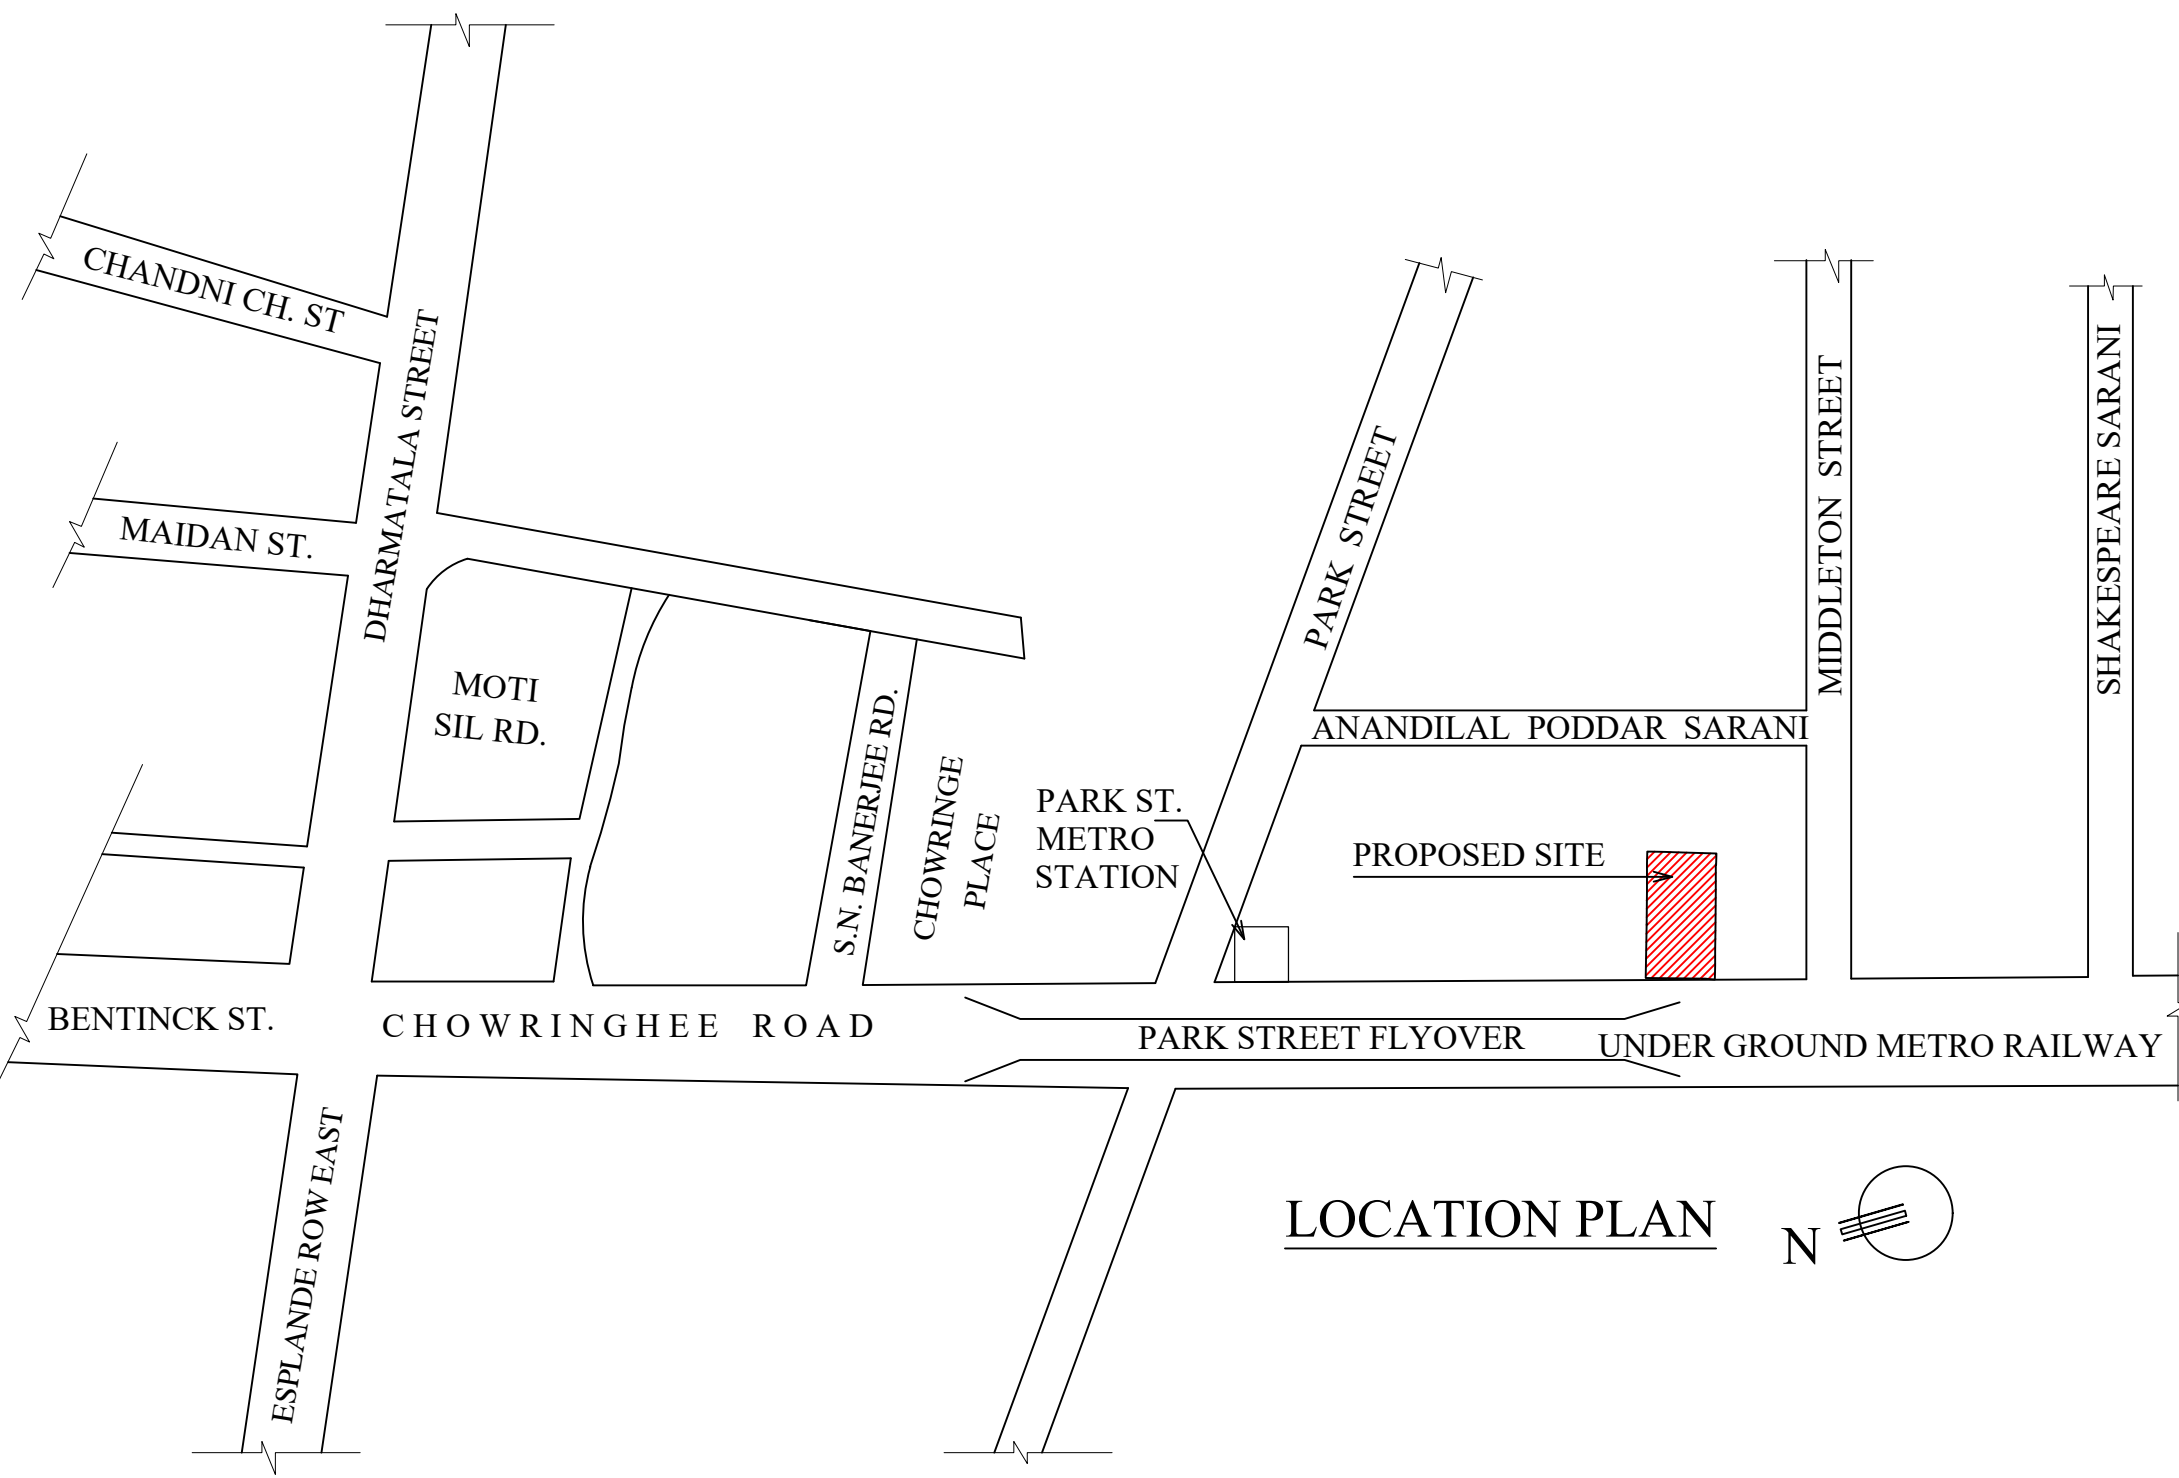 CHANDNI CH. ST
DHARMATALA STREET
MAIDAN ST.
MOTI
SIL RD.
S.N. BANERJEE RD.
CHOWRINGE
PLACE
PARK STREET
MIDDLETON STREET
SHAKESPEARE SARANI
ANANDILAL PODDAR SARANI
PARK ST.
METRO
STATION
PROPOSED SITE
BENTINCK ST.
CHOWRINGHEE ROAD
PARK STREET FLYOVER
UNDER GROUND METRO RAILWAY
ESPLANDE ROW EAST
LOCATION PLAN
N